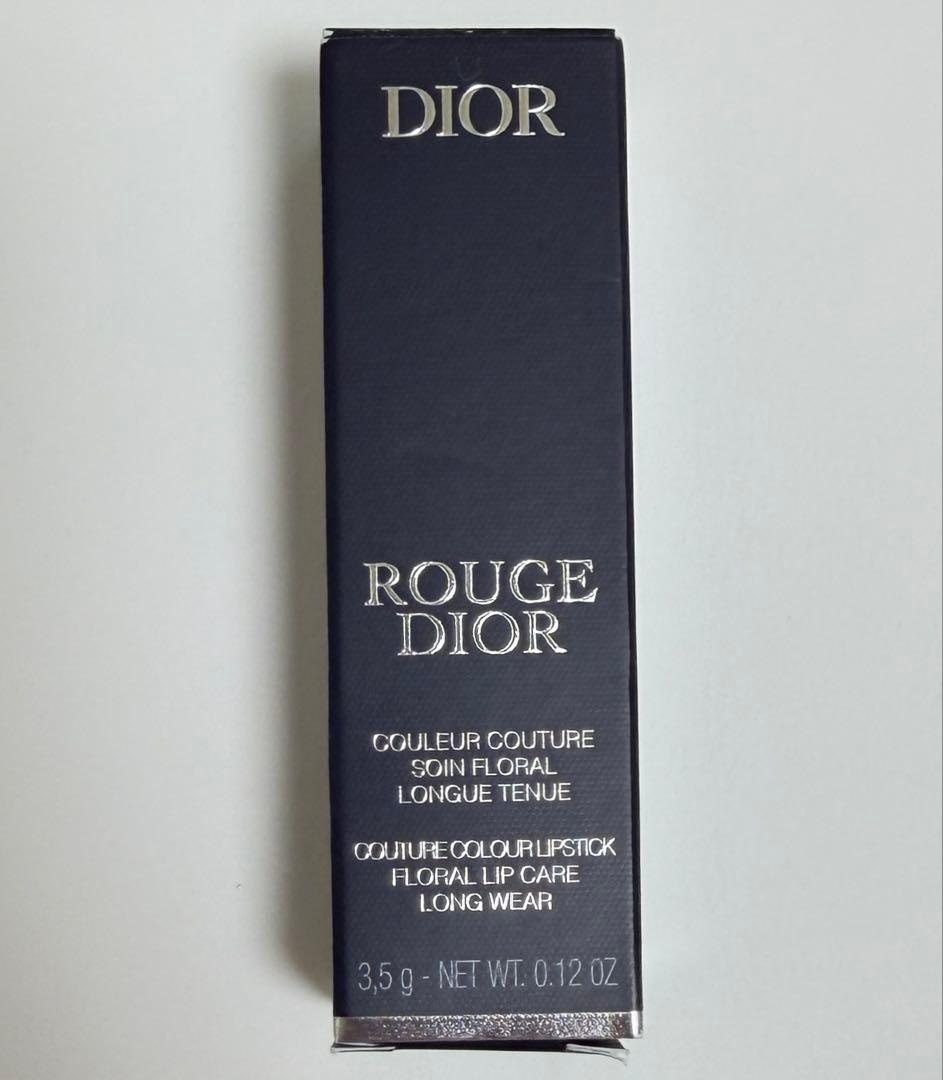 DIOR
ROUGE
DIOR
COULEUR COUTURE
SOIN FLORAL
LONGUE TENUE
COUTURE COLOUR LIPSTICK
FLORAL LIP CARE
LONG WEAR
3,5 g - NET WT. 0.12 OZ